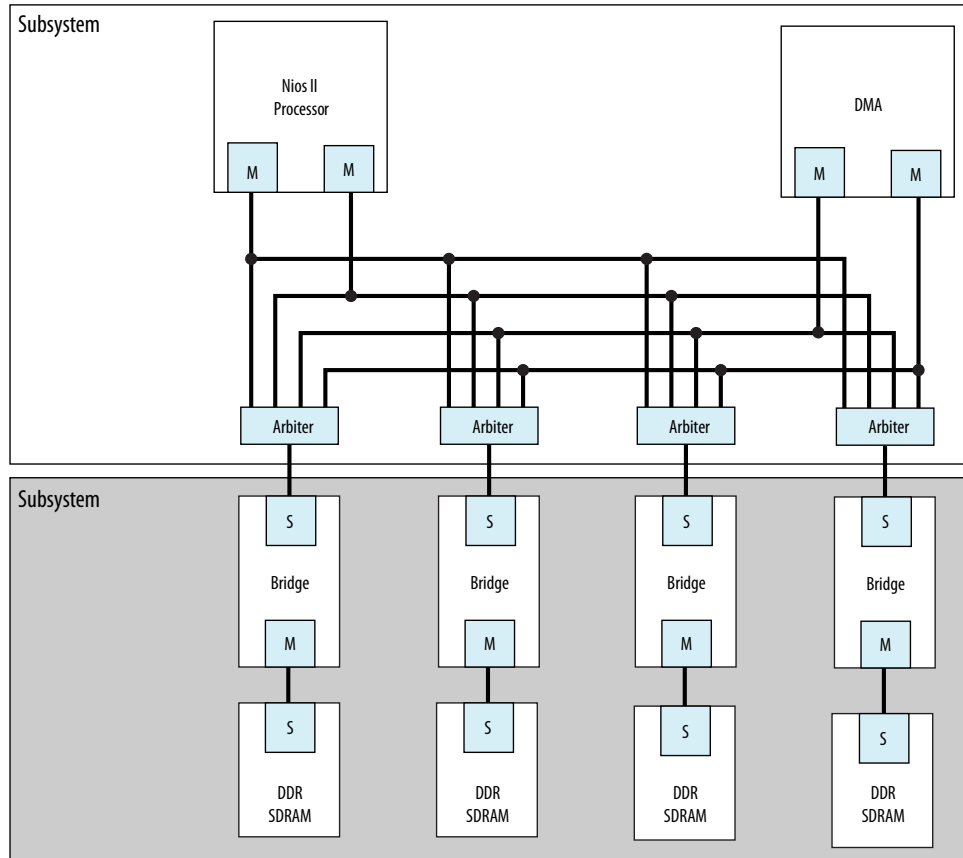 Subsystem
Nios II
Processor
DMA
M
M
M
M
Arbiter
Arbiter
Arbiter
Arbiter
Subsystem
S
S
S
S
Bridge
Bridge
Bridge
Bridge
M
M
M
M
S
S
S
S
DDR
SDRAM
DDR
SDRAM
DDR
SDRAM
DDR
SDRAM